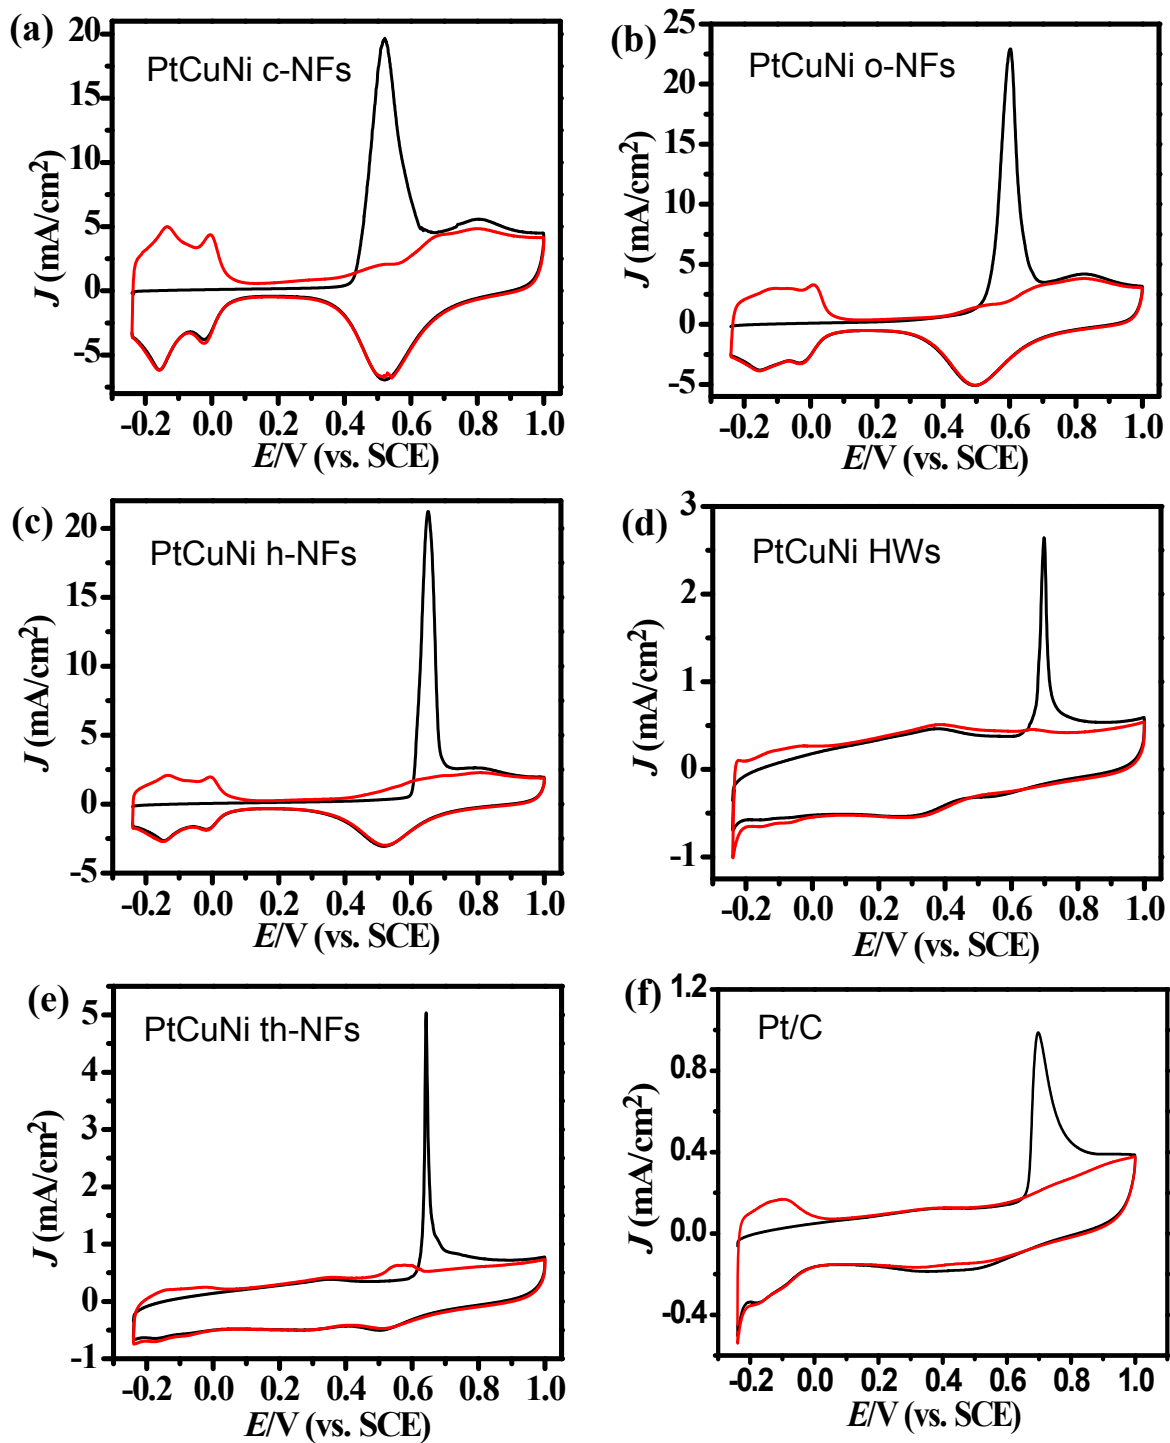 (a)
PtCuNi c-NFs
J (mA/cm²)
20
15
10
5
0
-5
-0.2 0.0 0.2 0.4 0.6 0.8 1.0
E/V (vs. SCE)
(b)
PtCuNi o-NFs
J (mA/cm²)
25
20
15
10
5
0
-5
-0.2 0.0 0.2 0.4 0.6 0.8 1.0
E/V (vs. SCE)
(c)
PtCuNi h-NFs
J (mA/cm²)
20
15
10
5
0
-5
-0.2 0.0 0.2 0.4 0.6 0.8 1.0
E/V (vs. SCE)
(d)
PtCuNi HWs
J (mA/cm²)
3
2
1
0
-1
-0.2 0.0 0.2 0.4 0.6 0.8 1.0
E/V (vs. SCE)
(e)
PtCuNi th-NFs
J (mA/cm²)
5
4
3
2
1
0
-1
-0.2 0.0 0.2 0.4 0.6 0.8 1.0
E/V (vs. SCE)
(f)
Pt/C
J (mA/cm²)
1.2
0.8
0.4
0.0
-0.4
-0.2 0.0 0.2 0.4 0.6 0.8 1.0
E/V (vs. SCE)